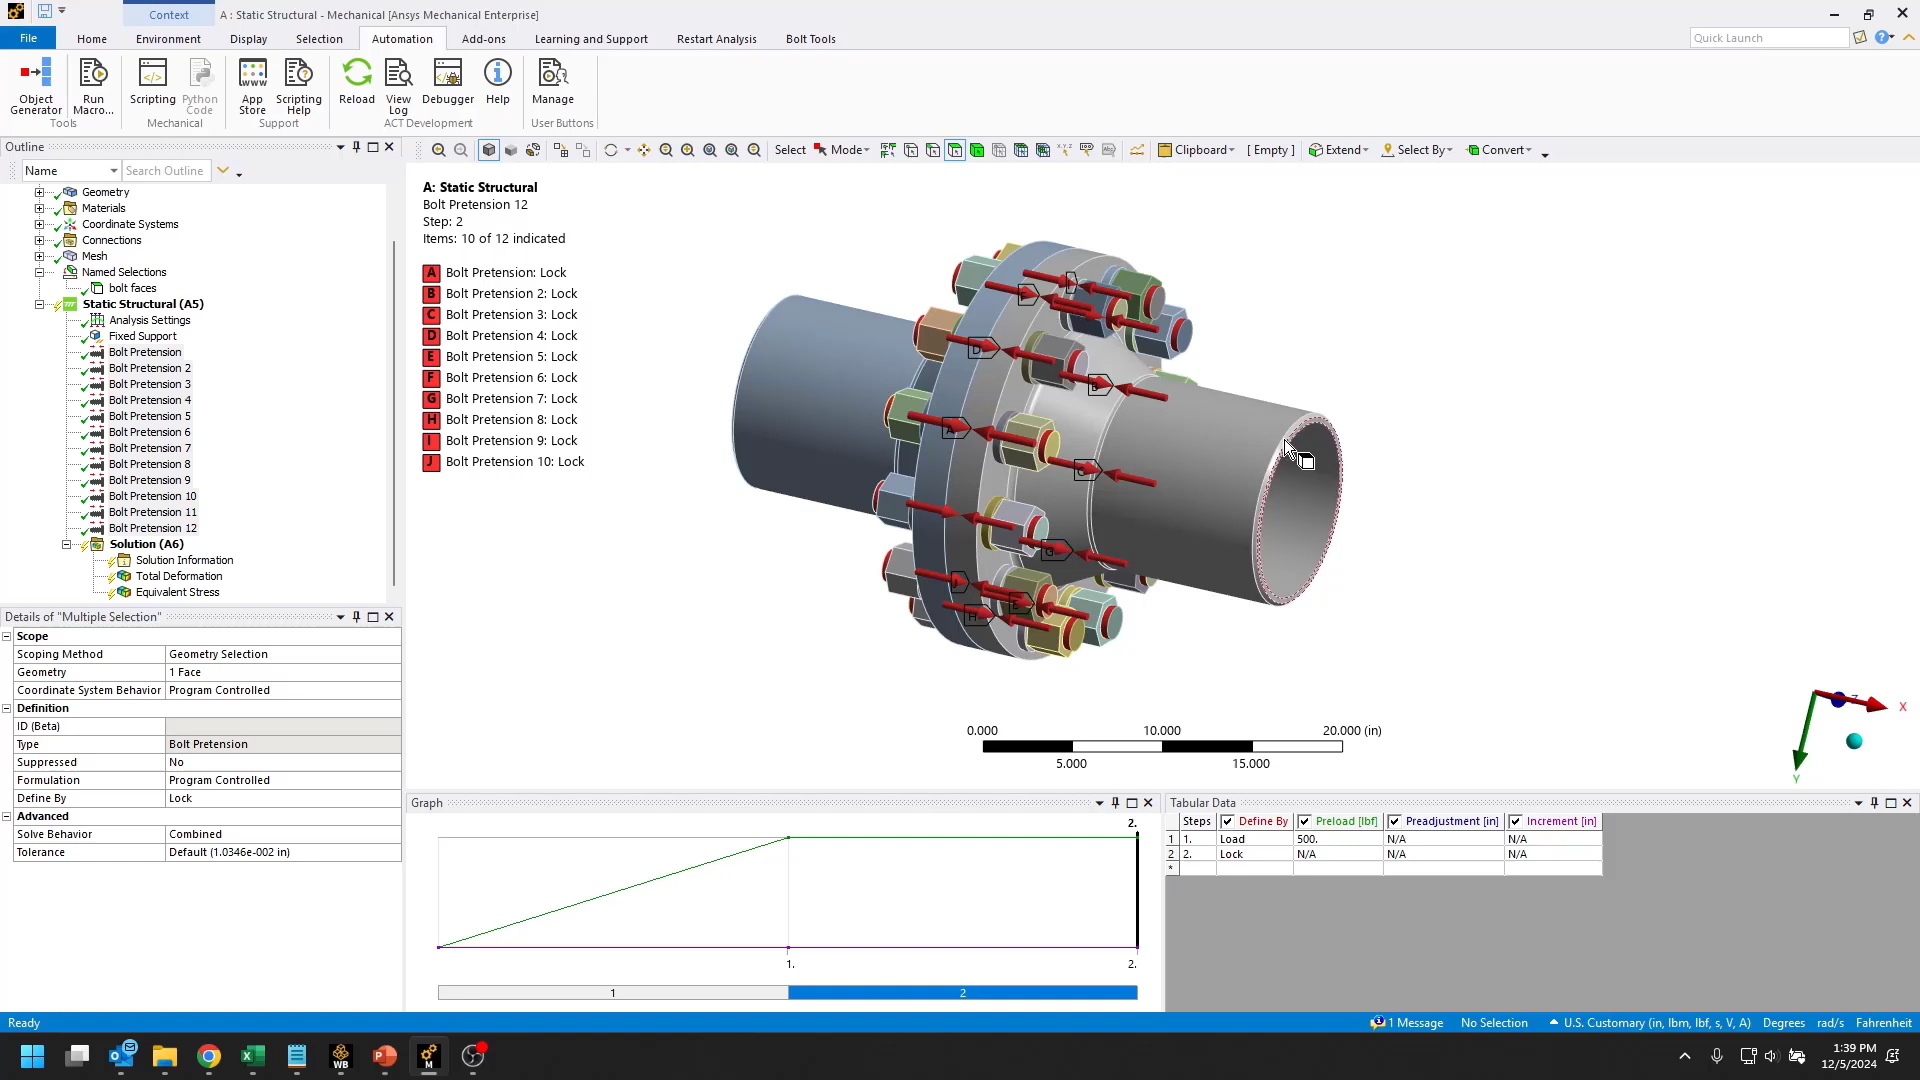 Context
A : Static Structural - Mechanical [Ansys Mechanical Enterprise]
File
Home
Environment
Display
Selection
Automation
Add-ons
Learning and Support
Restart Analysis
Bolt Tools
Quick Launch
Object Generator
Run Macro...
Scripting
Python Code
App Store
Scripting Help
Reload
View Log
Debugger
Help
Manage
Tools
Mechanical
Support
ACT Development
User Buttons
Outline
Name
Search Outline
Select
Mode
Clipboard
[ Empty ]
Extend
Select By
Convert
Geometry
Materials
Coordinate Systems
Connections
Mesh
Named Selections
bolt faces
Static Structural (A5)
Analysis Settings
Fixed Support
Bolt Pretension
Bolt Pretension 2
Bolt Pretension 3
Bolt Pretension 4
Bolt Pretension 5
Bolt Pretension 6
Bolt Pretension 7
Bolt Pretension 8
Bolt Pretension 9
Bolt Pretension 10
Bolt Pretension 11
Bolt Pretension 12
Solution (A6)
Solution Information
Total Deformation
Equivalent Stress
A: Static Structural
Bolt Pretension 12
Step: 2
Items: 10 of 12 indicated
A Bolt Pretension: Lock
B Bolt Pretension 2: Lock
C Bolt Pretension 3: Lock
D Bolt Pretension 4: Lock
E Bolt Pretension 5: Lock
F Bolt Pretension 6: Lock
G Bolt Pretension 7: Lock
H Bolt Pretension 8: Lock
I Bolt Pretension 9: Lock
J Bolt Pretension 10: Lock
0.000 10.000 20.000 (in)
5.000 15.000
X
Y
Z
Details of "Multiple Selection"
Scope
Scoping Method Geometry Selection
Geometry 1 Face
Coordinate System Behavior Program Controlled
Definition
ID (Beta)
Type Bolt Pretension
Suppressed No
Formulation Program Controlled
Define By Lock
Advanced
Solve Behavior Combined
Tolerance Default (1.0346e-002 in)
Graph
2.
1. 2.
1 2
Tabular Data
Steps Define By Preload [lbf] Preadjustment [in] Increment [in]
1 1. Load 500. N/A N/A
2 2. Lock N/A N/A N/A
*
Ready
1 Message
No Selection
U.S. Customary (in, lbm, lbf, s, V, A)
Degrees
rad/s
Fahrenheit
1:39 PM
12/5/2024